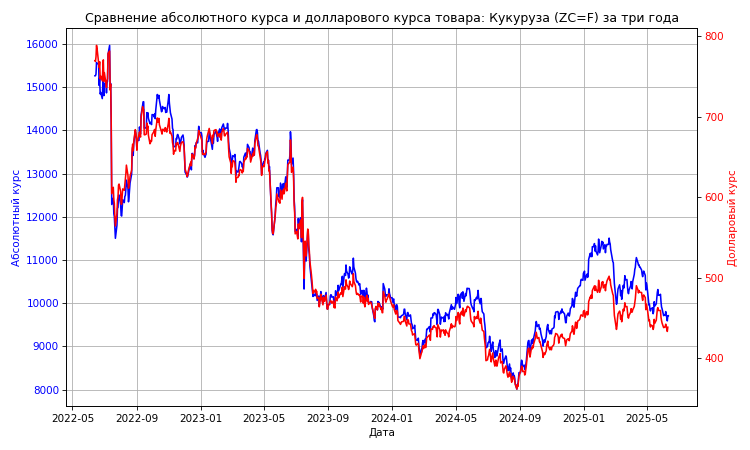 Сравнение абсолютного курса и долларового курса товара: Кукуруза (ZC=F) за три года
16000
15000
14000
13000
12000
11000
10000
9000
8000
Абсолютный курс
800
700
600
500
400
Долларовый курс
2022-05 2022-09 2023-01 2023-05 2023-09 2024-01 2024-05 2024-09 2025-01 2025-05
Дата